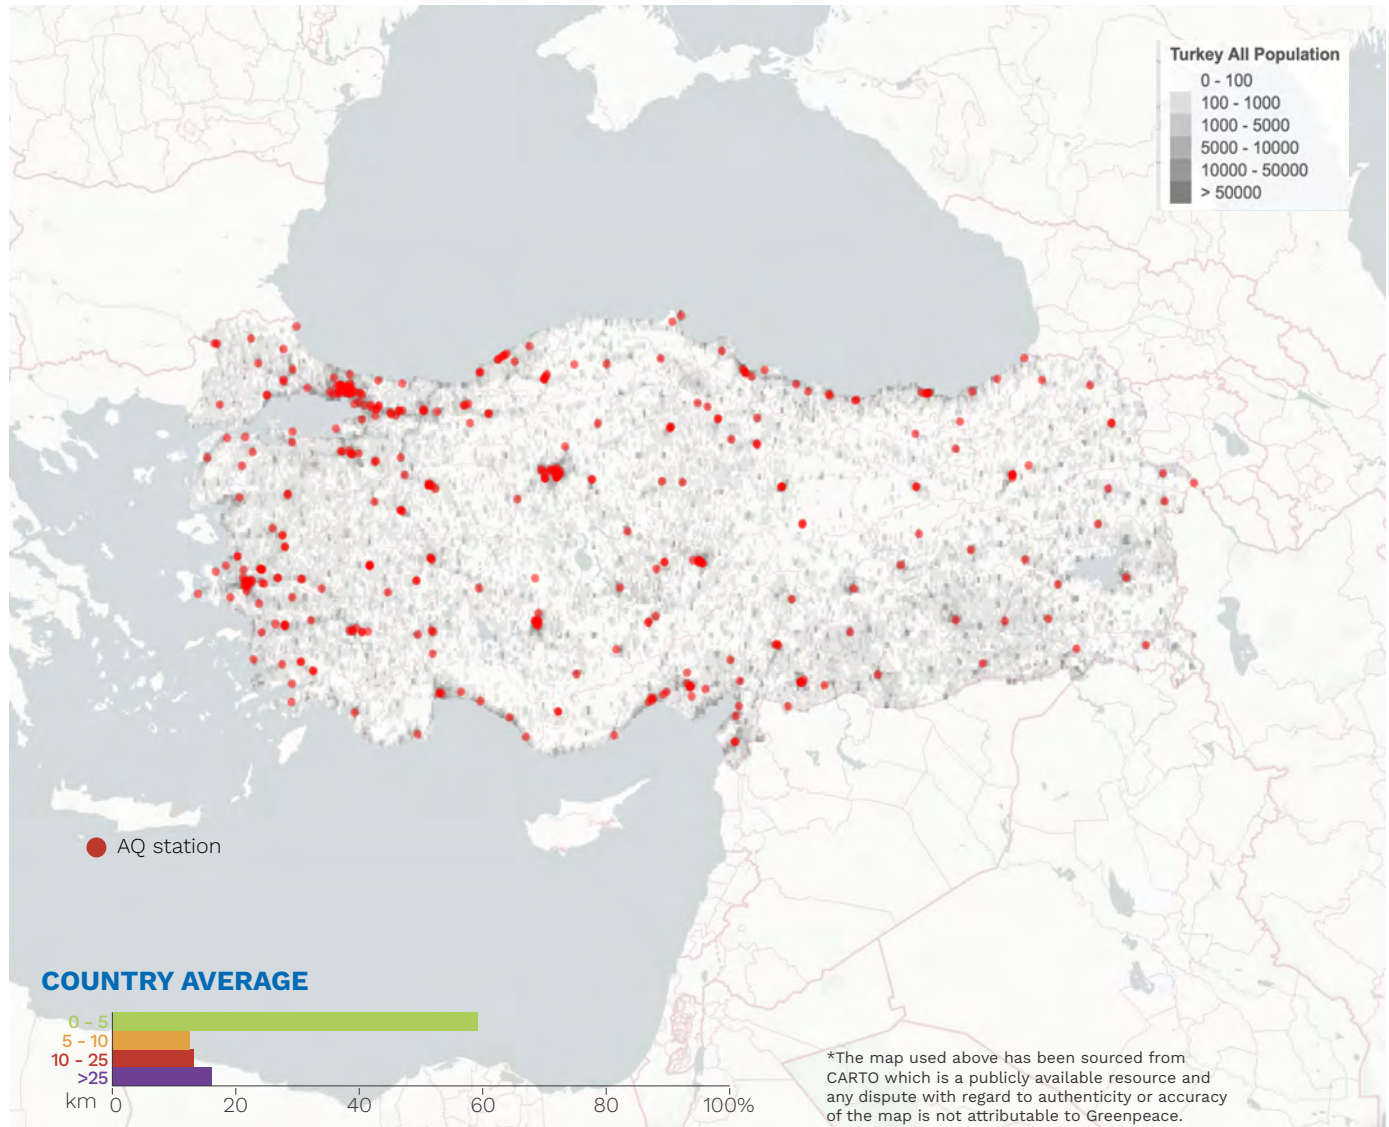 Turkey All Population
0 - 100
100 - 1000
1000 - 5000
5000 - 10000
10000 - 50000
> 50000
AQ station
COUNTRY AVERAGE
0 - 5
5 - 10
10 - 25
>25
km 0 20 40 60 80 100%
*The map used above has been sourced from
CARTO which is a publicly available resource and
any dispute with regard to authenticity or accuracy
of the map is not attributable to Greenpeace.